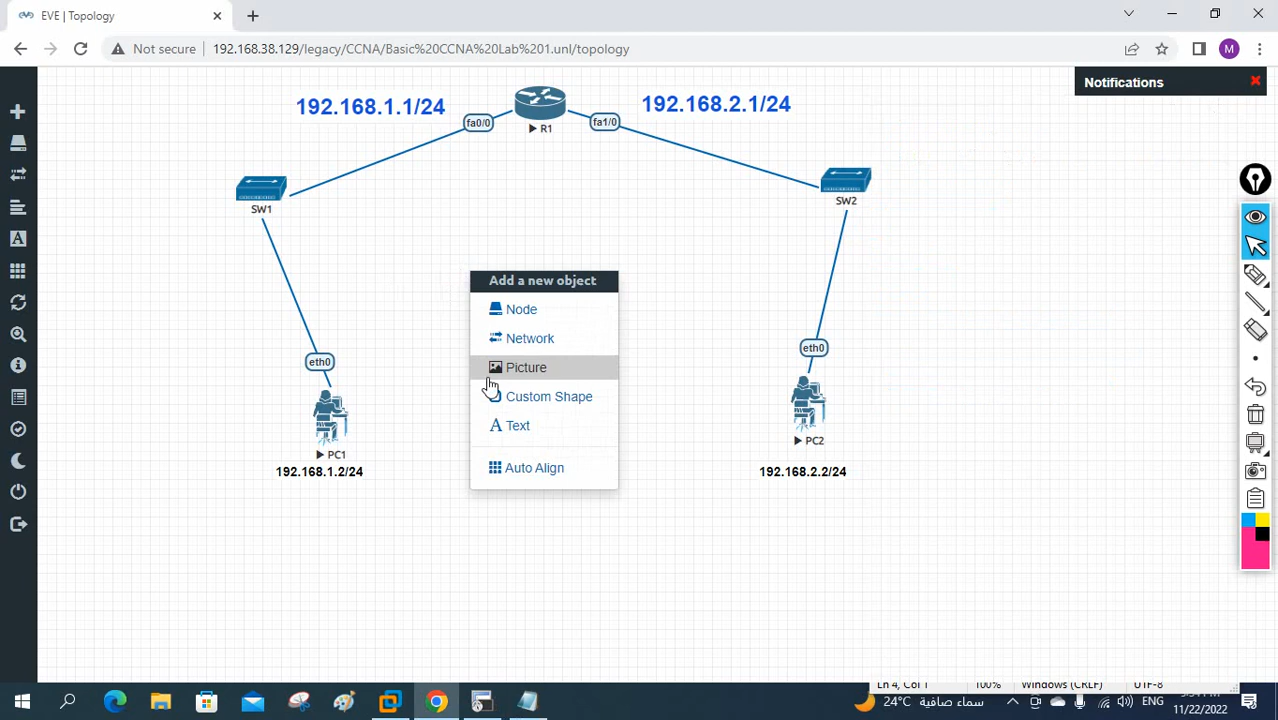 EVE | Topology
Not secure
192.168.38.129/legacy/CCNA/Basic%20CCNA%20Lab%201.unl/topology
M
Notifications
192.168.1.1/24
192.168.2.1/24
fa0/0
fa1/0
R1
SW1
SW2
Add a new object
Node
Network
Picture
Custom Shape
A Text
Auto Align
eth0
eth0
PC1
PC2
192.168.1.2/24
192.168.2.2/24
A
Ln 4, Col 1
100%
Windows (CRLF)
UTF-8
24°C سماء صافية
ENG
11/22/2022